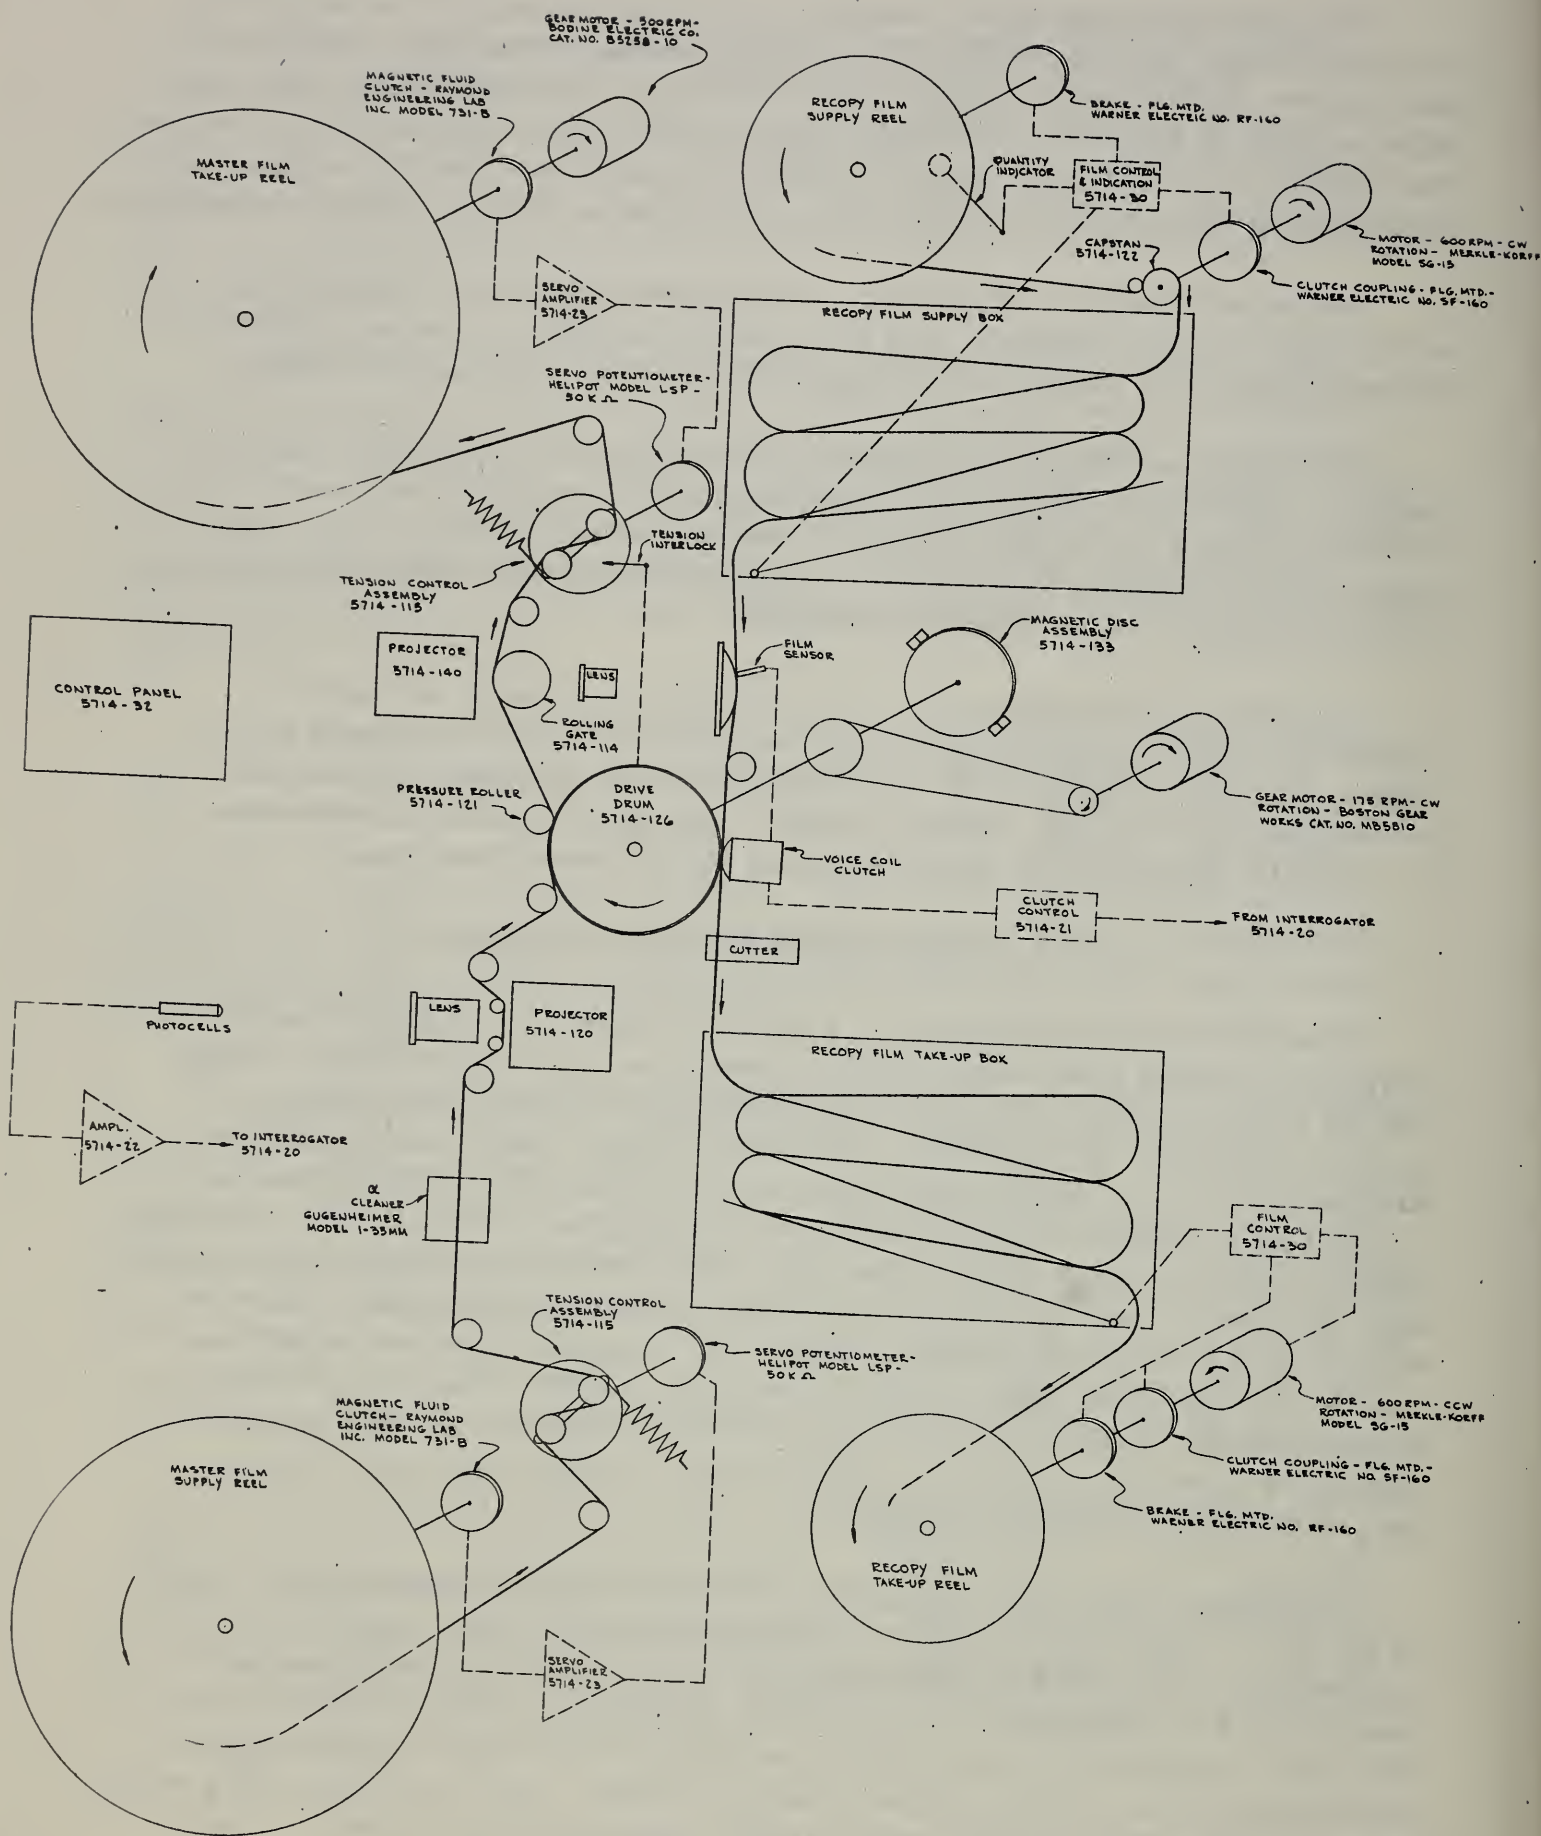 GEAR MOTOR - 500 RPM-
BODINE ELECTRIC CO.
CAT. NO. B5258-10
MAGNETIC FLUID
CLUTCH - RAYMOND
ENGINEERING LAB
INC. MODEL 731-B
MASTER FILM
TAKE-UP REEL
RECOPY FILM
SUPPLY REEL
BRAKE - FLG. MTD.
WARNER ELECTRIC NO. RF-160
QUANTITY
INDICATOR
FILM CONTROL
& INDICATION
5714-30
CAPSTAN
5714-122
MOTOR - 600 RPM - CW
ROTATION - MERKLE-KORFF
MODEL SG-15
CLUTCH COUPLING - FLG. MTD.-
WARNER ELECTRIC NO. SF-160
SERVO
AMPLIFIER
5714-23
RECOPY FILM SUPPLY BOX
SERVO POTENTIOMETER-
HELIPOT MODEL LSP-
50K Ω
TENSION
INTERLOCK
TENSION CONTROL
ASSEMBLY
5714-115
CONTROL PANEL
5714-32
PROJECTOR
5714-140
LENS
ROLLING
GATE
5714-114
FILM
SENSOR
MAGNETIC DISC
ASSEMBLY
5714-133
PRESSURE ROLLER
5714-121
DRIVE
DRUM
5714-126
GEAR MOTOR - 175 RPM - CW
ROTATION - BOSTON GEAR
WORKS CAT. NO. MB5810
VOICE COIL
CLUTCH
CLUTCH
CONTROL
5714-21
FROM INTERROGATOR
5714-20
CUTTER
PHOTOCELLS
LENS
PROJECTOR
5714-120
RECOPY FILM TAKE-UP BOX
AMPL.
5714-22
TO INTERROGATOR
5714-20
CLEANER
GUGENHEIMER
MODEL 1-35MM
FILM
CONTROL
5714-30
TENSION CONTROL
ASSEMBLY
5714-115
SERVO POTENTIOMETER-
HELIPOT MODEL LSP-
50K Ω
MAGNETIC FLUID
CLUTCH - RAYMOND
ENGINEERING LAB
INC. MODEL 731-B
MOTOR - 600 RPM - CCW
ROTATION - MERKLE-KORFF
MODEL SG-15
CLUTCH COUPLING - FLG. MTD.-
WARNER ELECTRIC NO. SF-160
BRAKE - FLG. MTD.
WARNER ELECTRIC NO. RF-160
MASTER FILM
SUPPLY REEL
RECOPY FILM
TAKE-UP REEL
SERVO
AMPLIFIER
5714-23